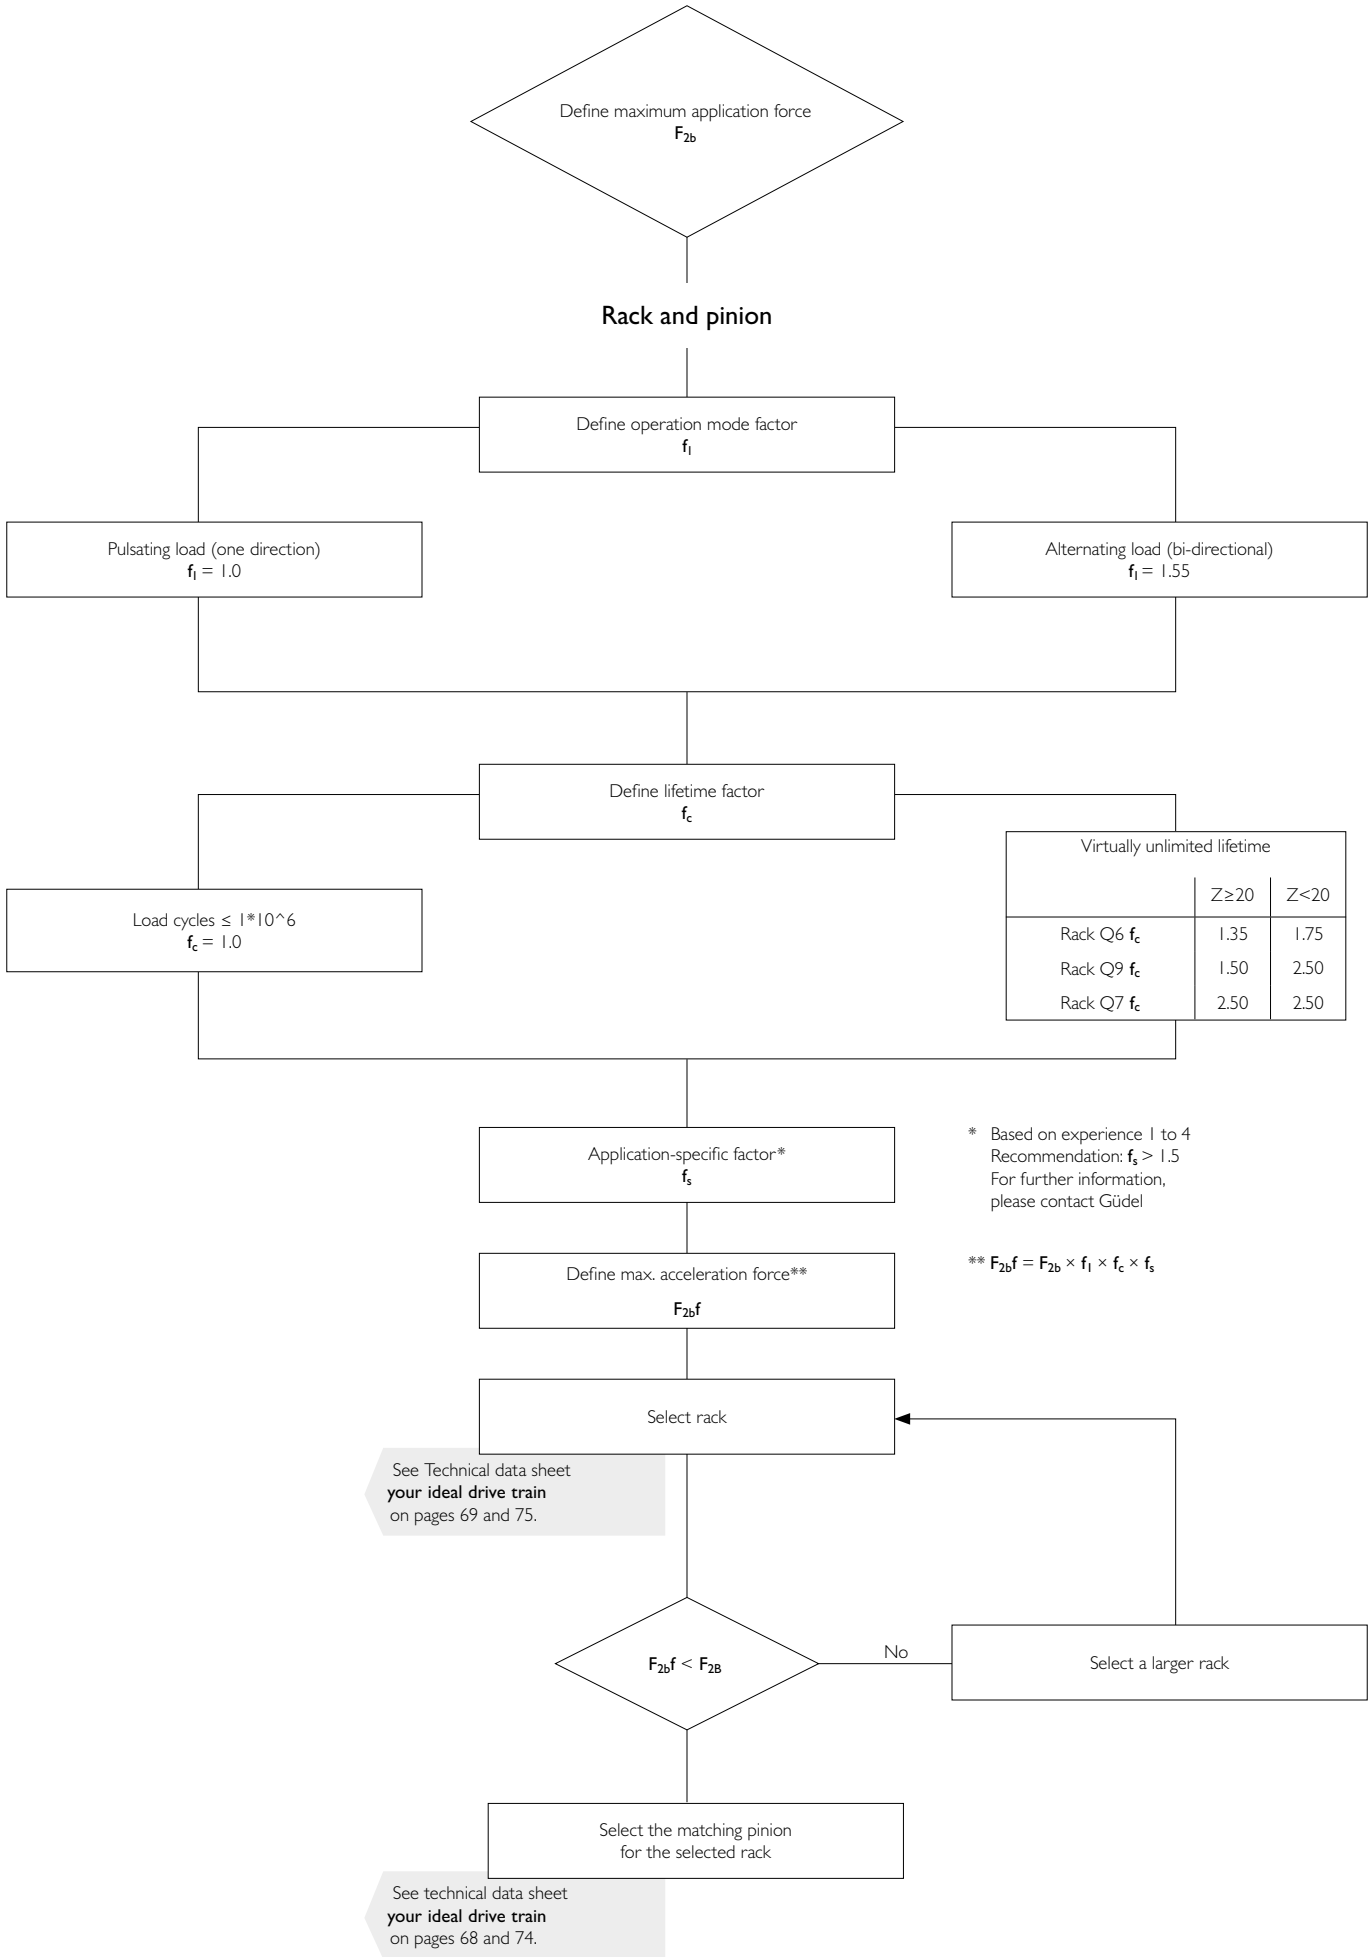 Define maximum application force
F2b
Rack and pinion
Define operation mode factor
f1
Pulsating load (one direction)
f1 = 1.0
Alternating load (bi-directional)
f1 = 1.55
Define lifetime factor
fc
Load cycles ≤ 1*10^6
fc = 1.0
Virtually unlimited lifetime
Z≥20 Z<20
Rack Q6 fc 1.35 1.75
Rack Q9 fc 1.50 2.50
Rack Q7 fc 2.50 2.50
Application-specific factor*
fs
* Based on experience 1 to 4
Recommendation: fs > 1.5
For further information,
please contact Güdel
Define max. acceleration force**
F2bf
** F2bf = F2b × f1 × fc × fs
Select rack
See Technical data sheet
your ideal drive train
on pages 69 and 75.
F2bf < F2B
No
Select a larger rack
Select the matching pinion
for the selected rack
See technical data sheet
your ideal drive train
on pages 68 and 74.